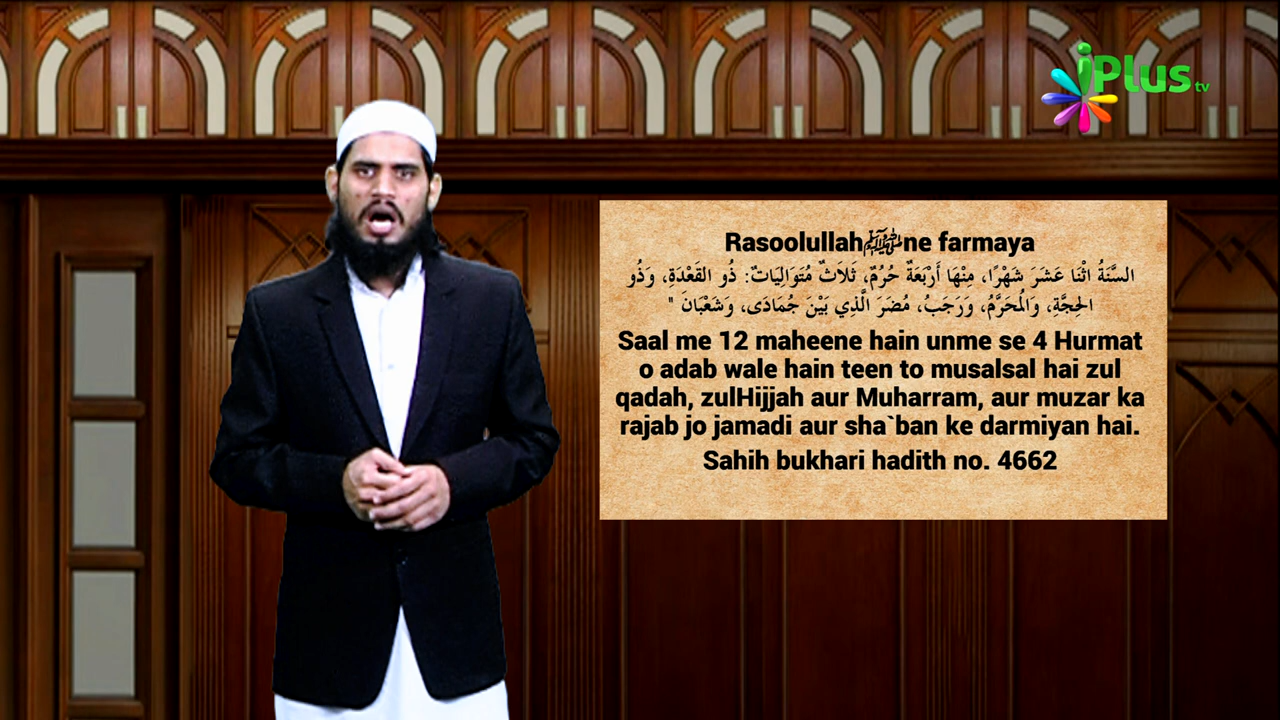 iPlus tv
Rasoolullahﷺne farmaya
السَّنَةُ اثْنَا عَشَرَ شَهْرًا، مِنْهَا أَرْبَعَةٌ حُرُمٌ، ثَلَاثٌ مُتَوَالِيَاتٌ: ذُو القَعْدَةِ، وَذُو
الحِجَّةِ، وَالمُحَرَّمُ، وَرَجَبُ، مُضَرَ الَّذِي بَيْنَ جُمَادَى، وَشَعْبَانَ "
Saal me 12 maheene hain unme se 4 Hurmat
o adab wale hain teen to musalsal hai zul
qadah, zulHijjah aur Muharram, aur muzar ka
rajab jo jamadi aur sha`ban ke darmiyan hai.
Sahih bukhari hadith no. 4662